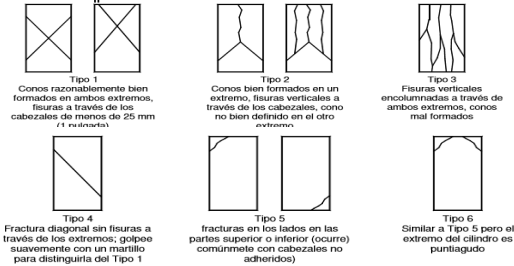 Tipo 1
Conos razonablemente bien
formados en ambos extremos,
fisuras a través de los
cabezales de menos de 25 mm
(1 pulgada)
Tipo 2
Conos bien formados en un
extremo, fisuras verticales a
través de los cabezales, cono
no bien definido en el otro
extremo
Tipo 3
Fisuras verticales
encolumnadas a través de
ambos extremos, conos
mal formados
Tipo 4
Fractura diagonal sin fisuras a
través de los extremos; golpee
suavemente con un martillo
para distinguirla del Tipo 1
Tipo 5
fracturas en los lados en las
partes superior o inferior (ocurre)
comúnmete con cabezales no
adheridos)
Tipo 6
Similar a Tipo 5 pero el
extremo del cilindro es
puntiagudo